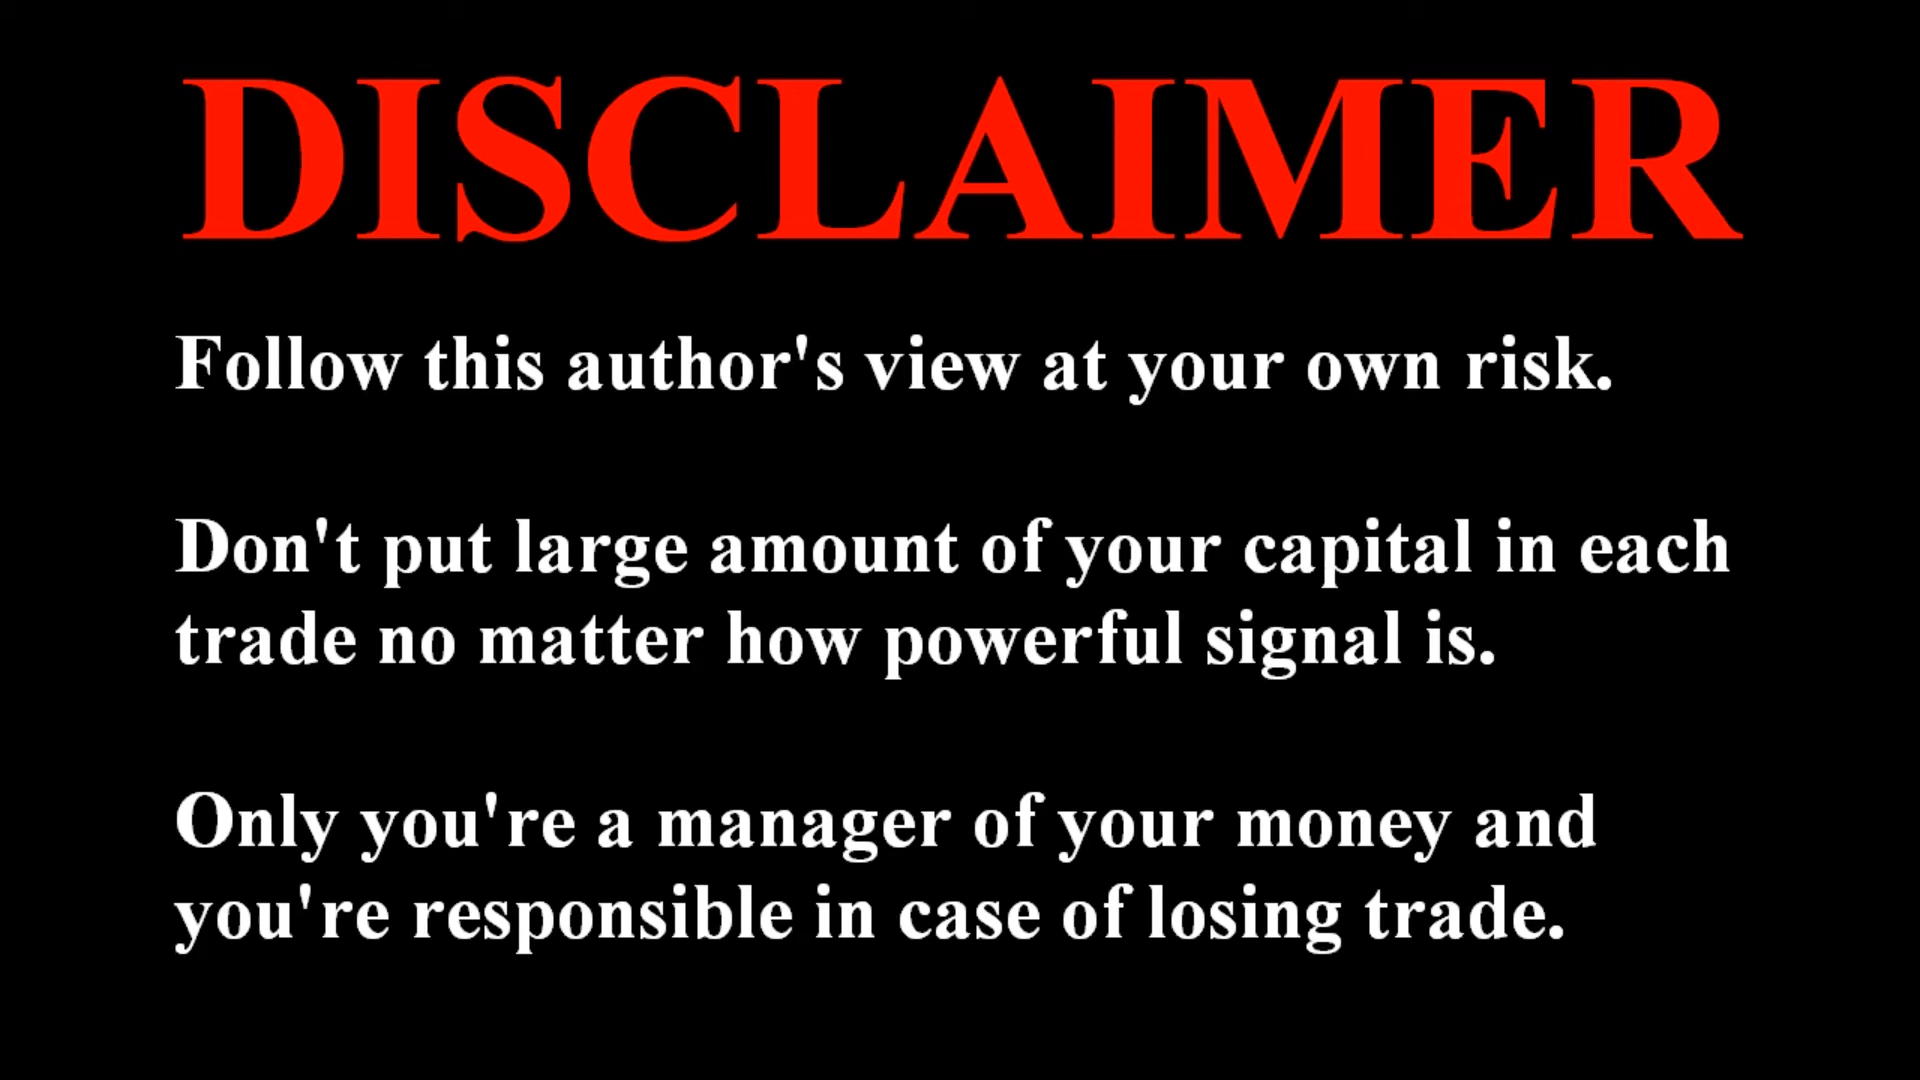 DISCLAIMER
Follow this author's view at your own risk.
Don't put large amount of your capital in each
trade no matter how powerful signal is.
Only you're a manager of your money and
you're responsible in case of losing trade.